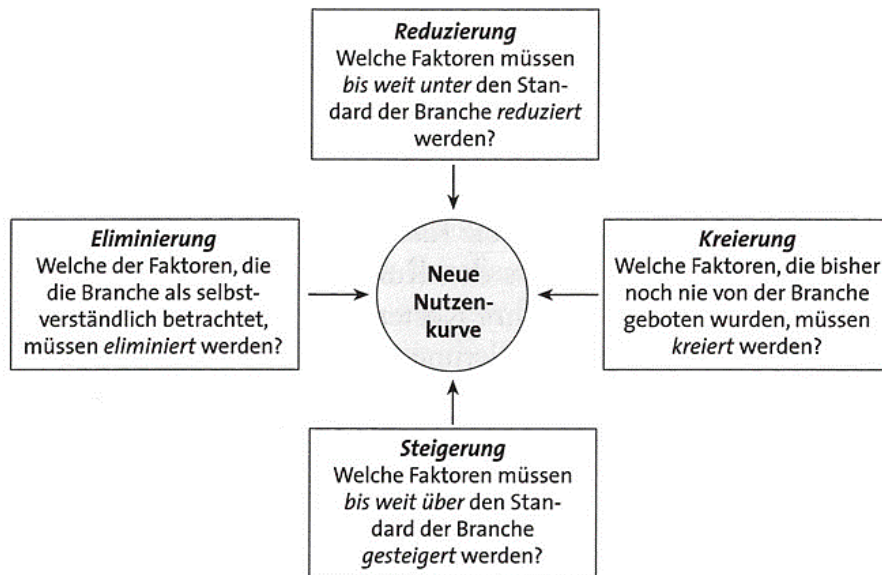 Reduzierung
Welche Faktoren müssen
bis weit unter den Stan-
dard der Branche reduziert
werden?
Eliminierung
Welche der Faktoren, die
die Branche als selbst-
verständlich betrachtet,
müssen eliminiert werden?
Neue
Nutzen-
kurve
Kreierung
Welche Faktoren, die bisher
noch nie von der Branche
geboten wurden, müssen
kreiert werden?
Steigerung
Welche Faktoren müssen
bis weit über den Stan-
dard der Branche
gesteigert werden?